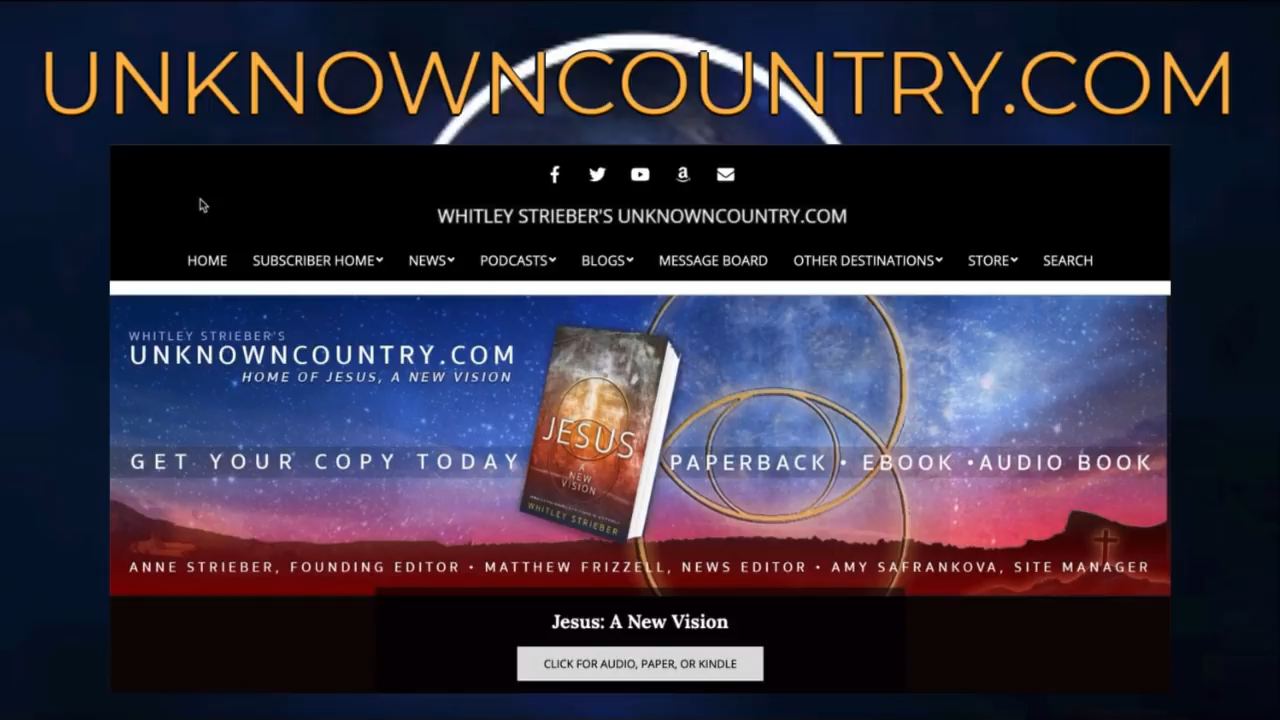 UNKNOWNCOUNTRY.COM
WHITLEY STRIEBER'S UNKNOWNCOUNTRY.COM
HOME SUBSCRIBER HOME NEWS PODCASTS BLOGS MESSAGE BOARD OTHER DESTINATIONS STORE SEARCH
WHITLEY STRIEBER'S
UNKNOWNCOUNTRY.COM
HOME OF JESUS, A NEW VISION
JESUS
A
NEW
VISION
WHITLEY STRIEBER
GET YOUR COPY TODAY PAPERBACK • EBOOK •AUDIO BOOK
ANNE STRIEBER, FOUNDING EDITOR • MATTHEW FRIZZELL, NEWS EDITOR • AMY SAFRANKOVA, SITE MANAGER
Jesus: A New Vision
CLICK FOR AUDIO, PAPER, OR KINDLE